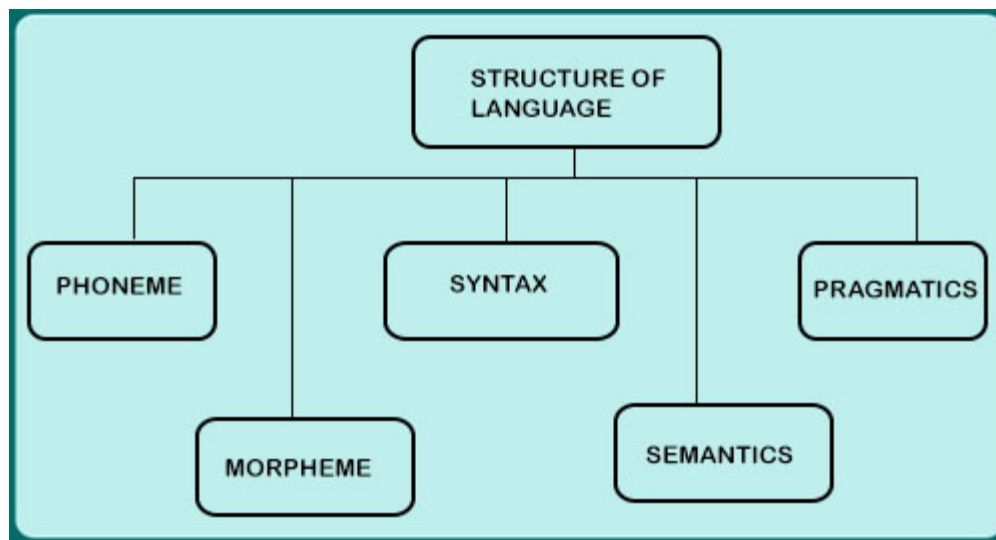 STRUCTURE OF
LANGUAGE
PHONEME
SYNTAX
PRAGMATICS
MORPHEME
SEMANTICS